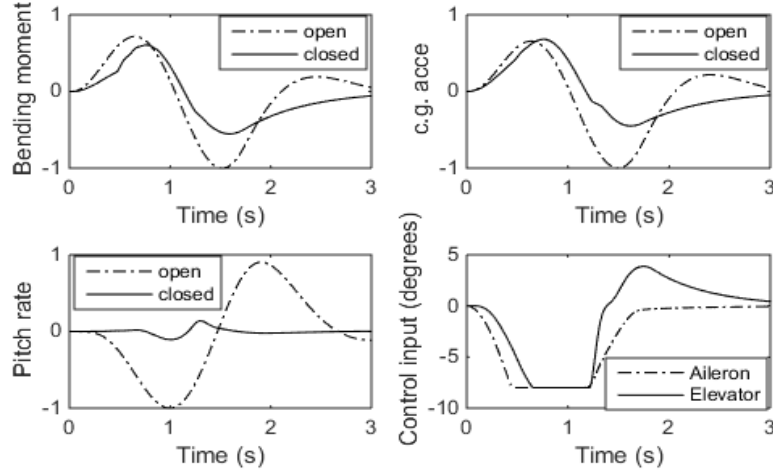 Bending moment
1
0
-1
open
closed
0
1
2
3
Time (s)
c.g. acce
1
0
-1
open
closed
0
1
2
3
Time (s)
Pitch rate
1
0
-1
open
closed
0
1
2
3
Time (s)
Control input (degrees)
5
0
-5
-10
Aileron
Elevator
0
1
2
3
Time (s)